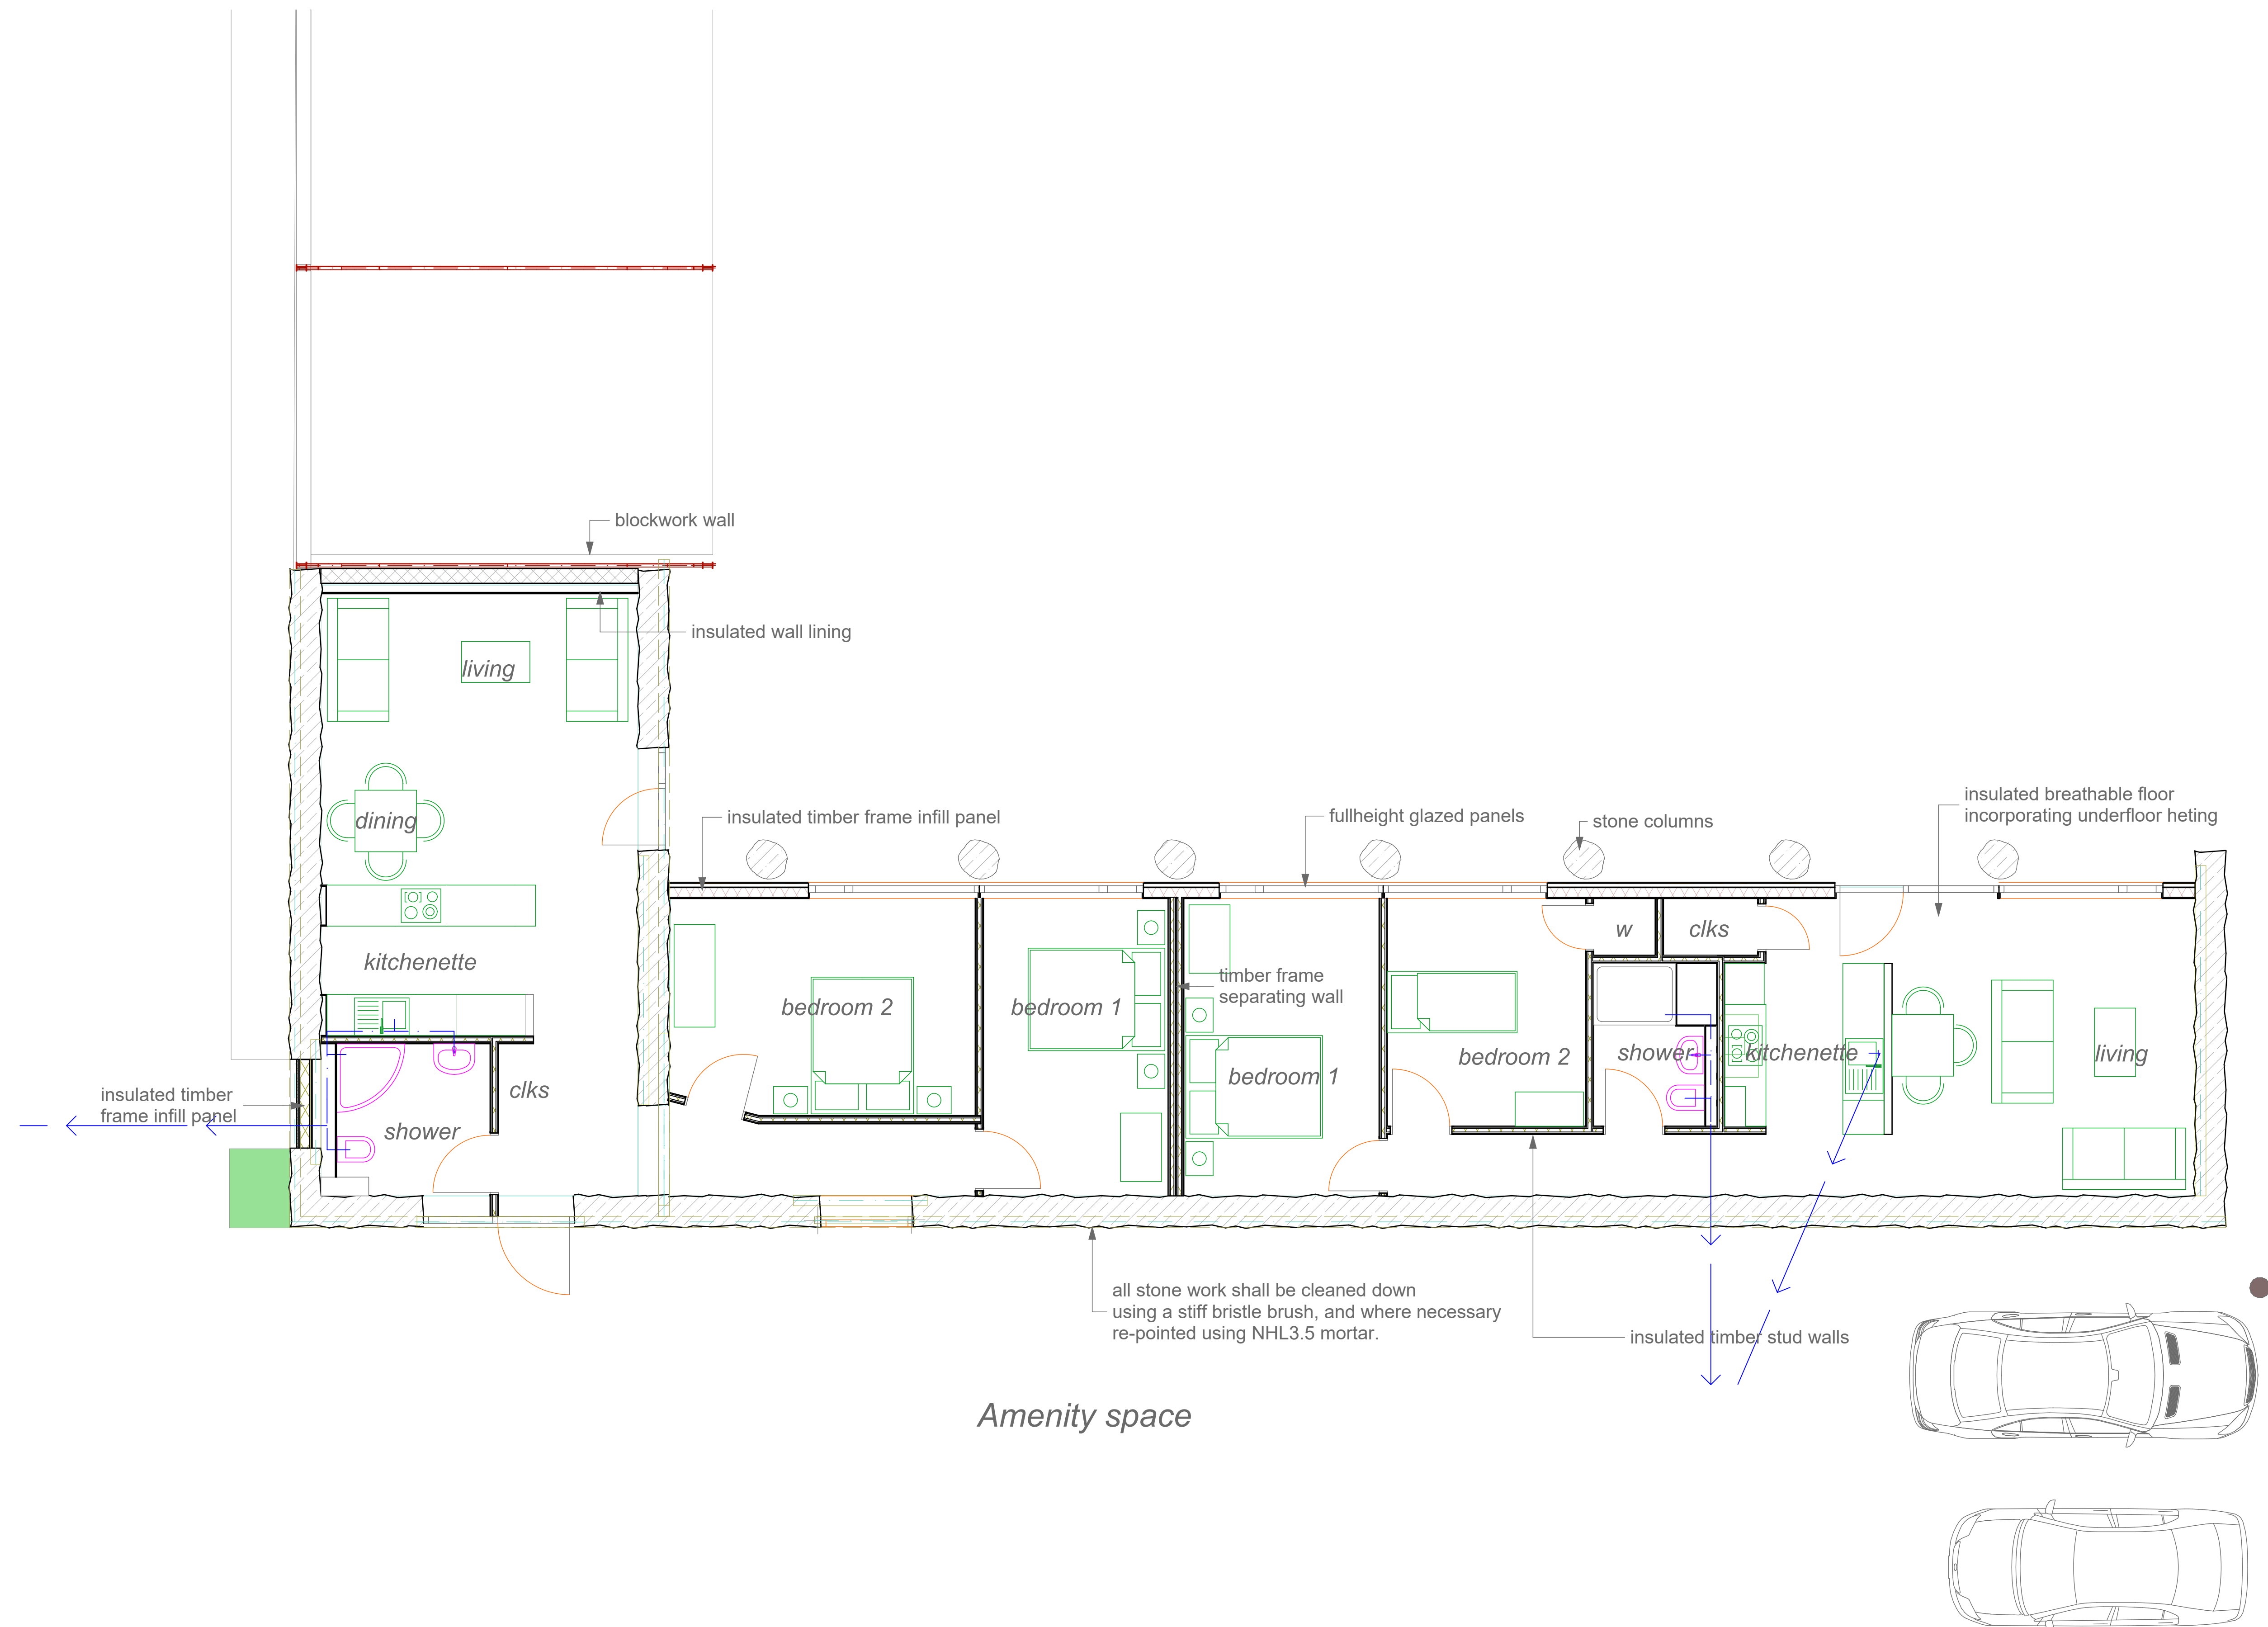 blockwork wall
insulated wall lining
living
dining
kitchenette
insulated timber frame infill panel
fullheight glazed panels
stone columns
insulated breathable floor
incorporating underfloor heting
w
clks
timber frame
separating wall
bedroom 2
bedroom 1
bedroom 1
bedroom 2
shower
kitchenette
living
insulated timber
frame infill panel
clks
shower
all stone work shall be cleaned down
using a stiff bristle brush, and where necessary
re-pointed using NHL3.5 mortar.
insulated timber stud walls
Amenity space